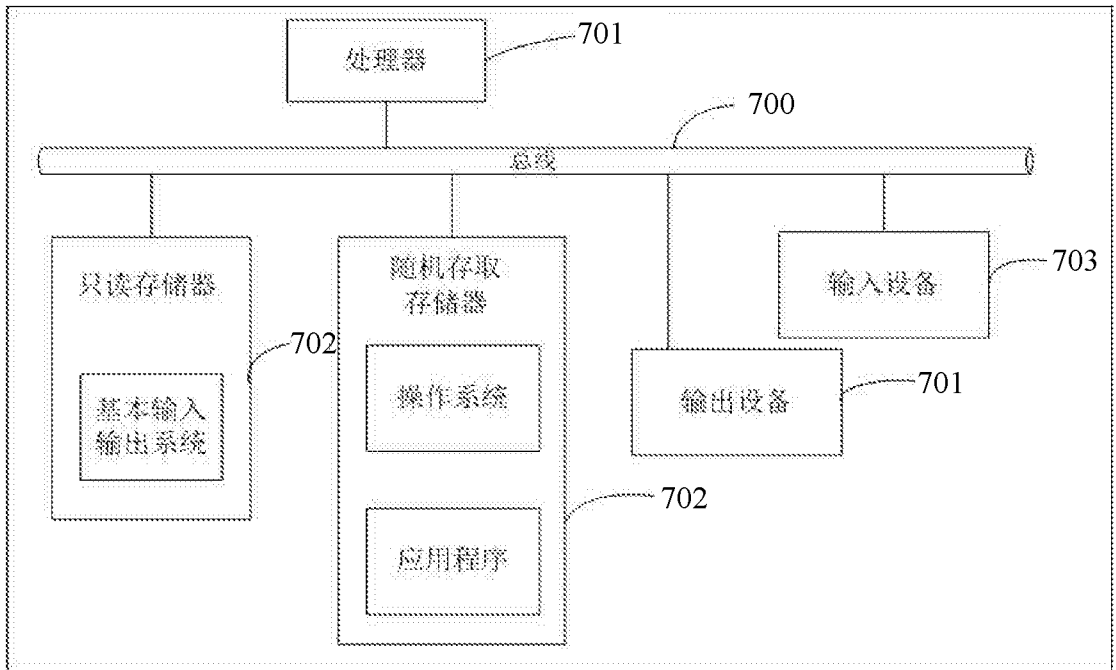 处理器
701
700
总线
只读存储器
702
基本输入
输出系统
随机存取
存储器
操作系统
应用程序
702
输出设备
701
输入设备
703